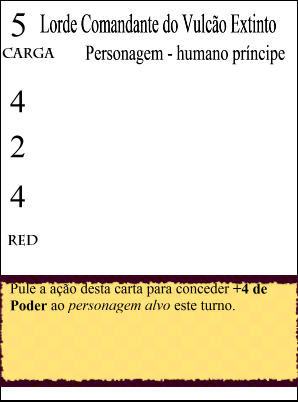 5 Lorde Comandante do Vulcão Extinto
CARGA Personagem - humano príncipe
4
2
4
RED
Pule a ação desta carta para conceder +4 de
Poder ao personagem alvo este turno.